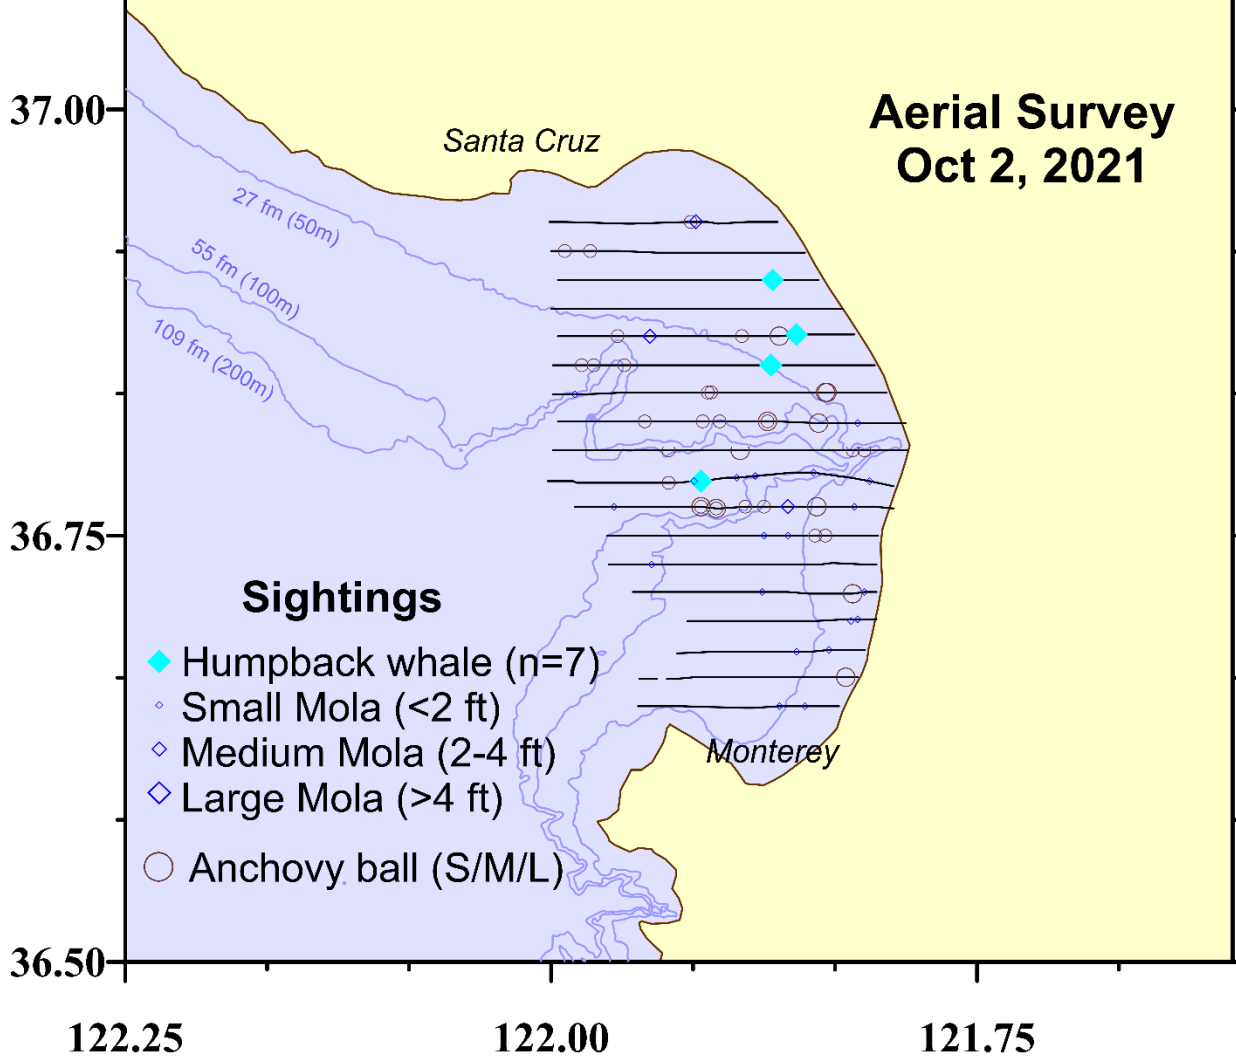 37.00
Santa Cruz
Aerial Survey
Oct 2, 2021
27 fm (50m)
55 fm (100m)
109 fm (200m)
36.75
Sightings
Humpback whale (n=7)
Small Mola (<2 ft)
Medium Mola (2-4 ft)
Monterey
Large Mola (>4 ft)
Anchovy ball (S/M/L)
36.50
122.25
122.00
121.75